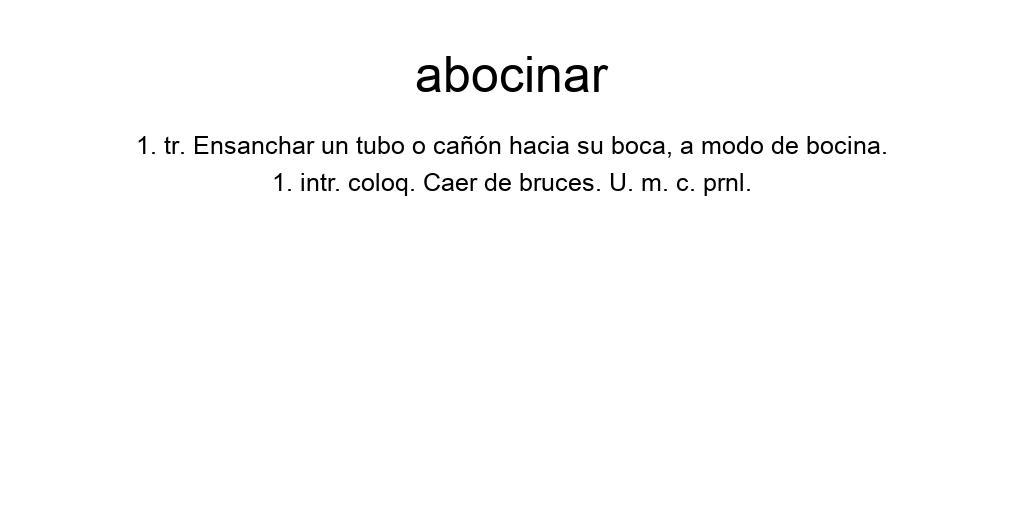 abocinar
1. tr. Ensanchar un tubo o cañón hacia su boca, a modo de bocina.
1. intr. coloq. Caer de bruces. U. m. c. prnl.